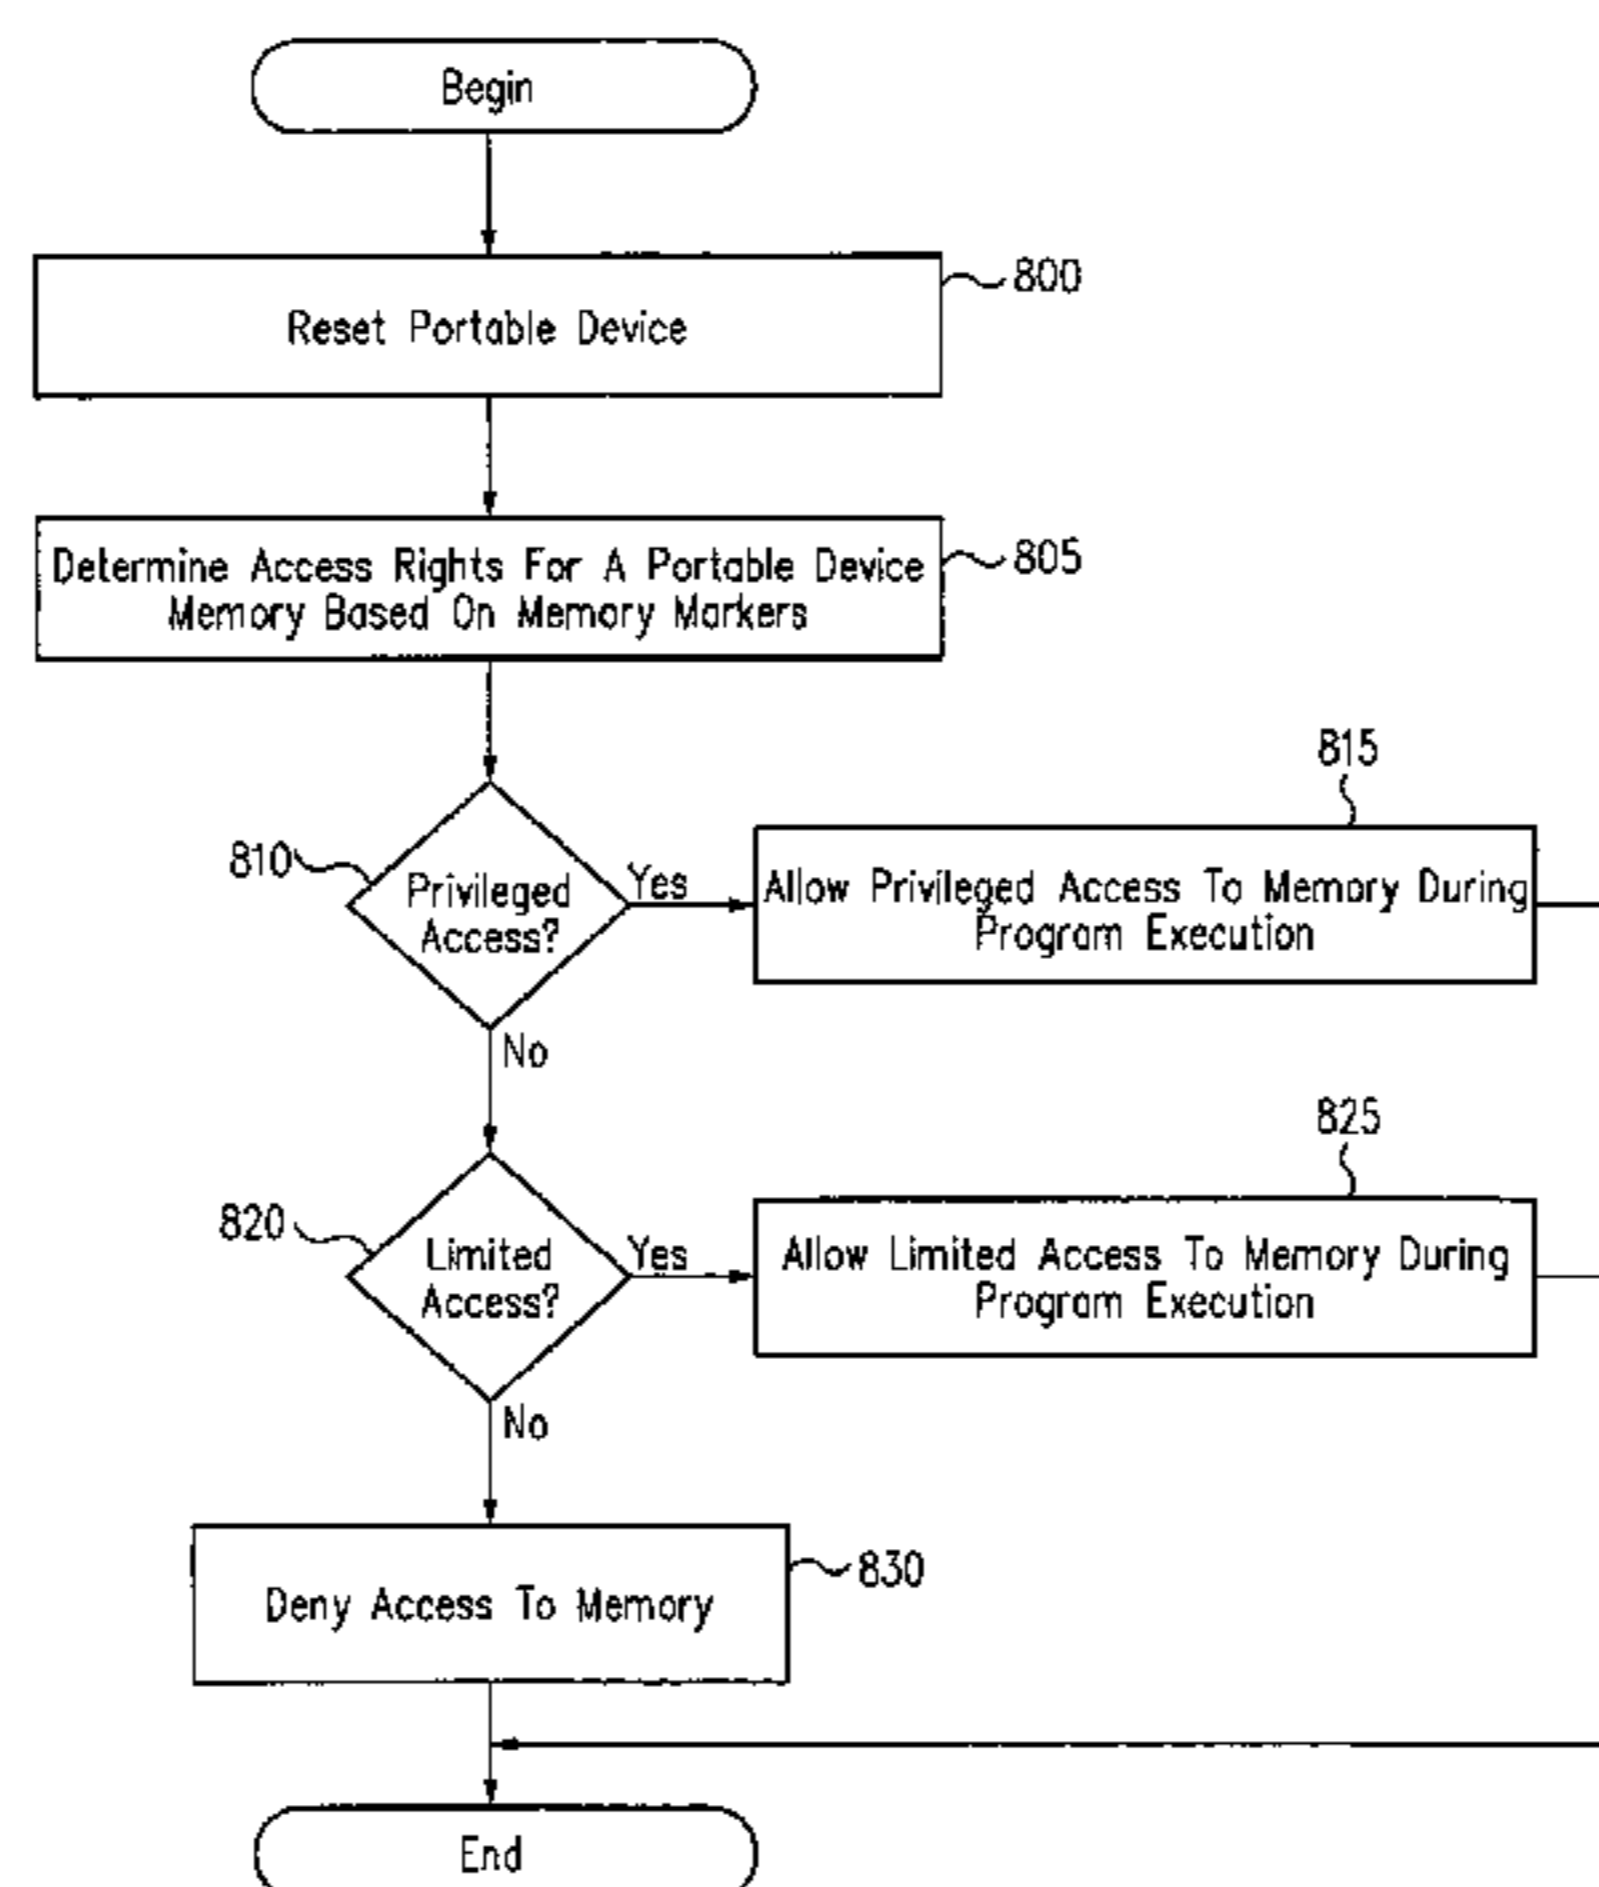 Begin
800
Reset Portable Device
805
Determine Access Rights For A Portable Device
Memory Based On Memory Markers
810
Privileged
Access?
Yes
815
Allow Privileged Access To Memory During
Program Execution
No
820
Limited
Access?
Yes
825
Allow Limited Access To Memory During
Program Execution
No
830
Deny Access To Memory
End